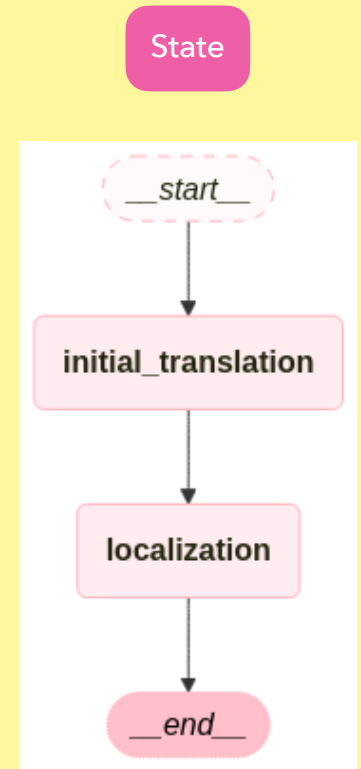 State
__start__
initial_translation
localization
__end__